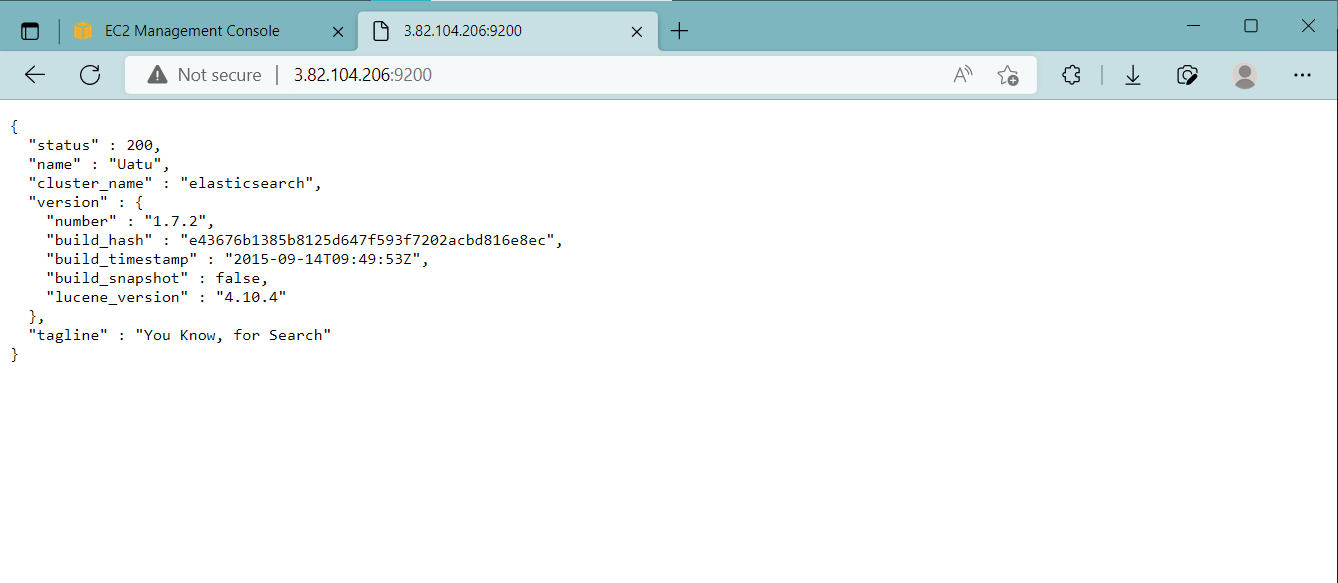 EC2 Management Console
3.82.104.206:9200
Not secure | 3.82.104.206:9200
{
  "status" : 200,
  "name" : "Uatu",
  "cluster_name" : "elasticsearch",
  "version" : {
    "number" : "1.7.2",
    "build_hash" : "e43676b1385b8125d647f593f7202acbd816e8ec",
    "build_timestamp" : "2015-09-14T09:49:53Z",
    "build_snapshot" : false,
    "lucene_version" : "4.10.4"
  },
  "tagline" : "You Know, for Search"
}